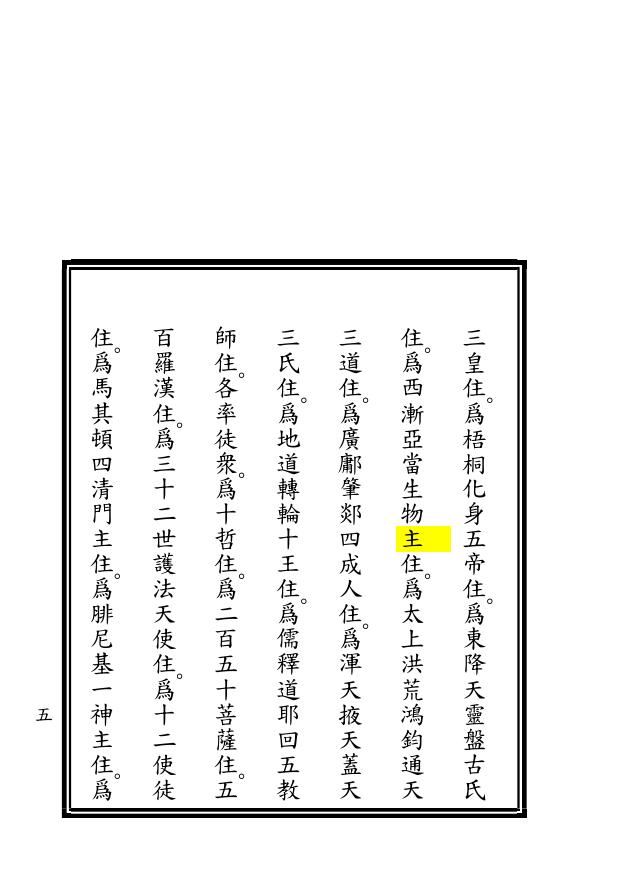 三皇住。爲梧桐化身五帝住。爲東降天靈盤古氏
住。爲西漸亞當生物主住。爲太上洪荒鴻鈞通天
三道住。爲廣鄘肇郯四成人住。爲渾天掖天蓋天
三氏住。爲地道轉輪十王住。爲儒釋道耶回五教
師住。各率徒衆。爲十哲住。爲二百五十菩薩住。五
百羅漢住。爲三十二世護法天使住。爲十二使徒
住。爲馬其頓四清門主住。爲腓尼基一神主住。爲
五